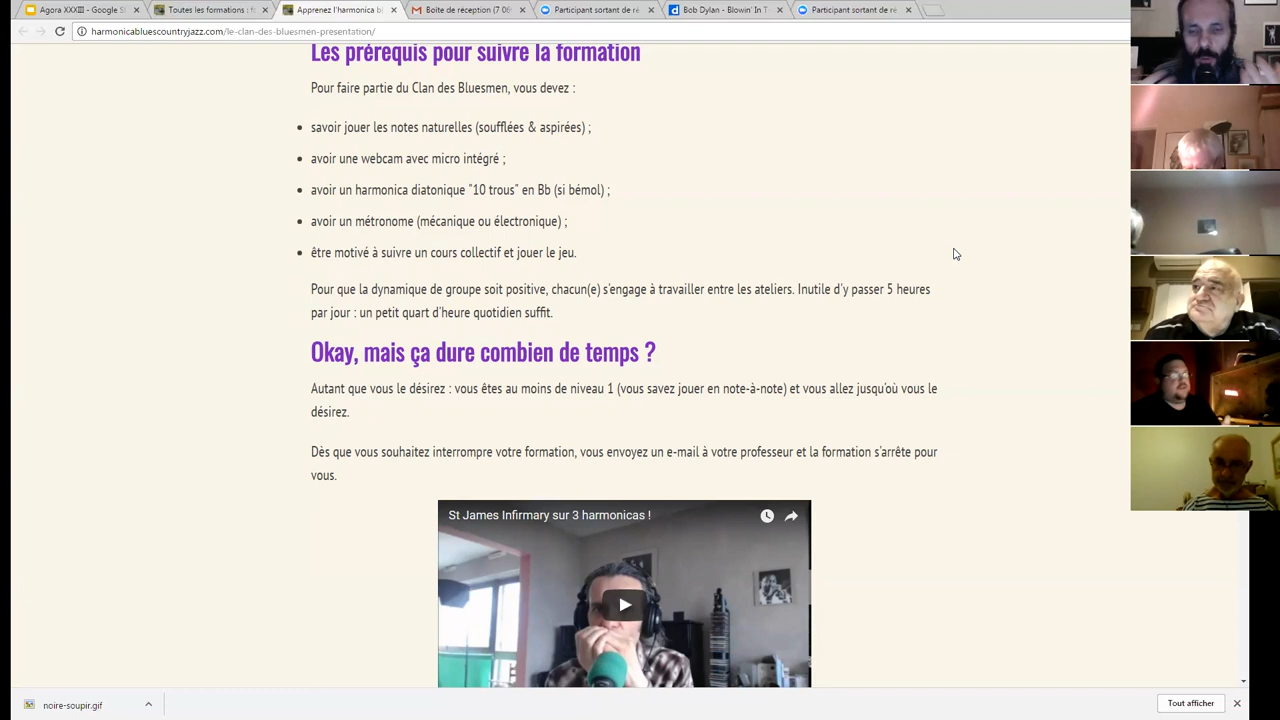 Agora XXXIII - Google S
Toutes les formations : f
Apprenez l'harmonica b
Boîte de réception (7 06
Participant sortant de ré
Bob Dylan - Blowin' In T
Participant sortant de ré
harmonicabluescountryjazz.com/le-clan-des-bluesmen-presentation/
Les prérequis pour suivre la formation
Pour faire partie du Clan des Bluesmen, vous devez :
savoir jouer les notes naturelles (soufflées & aspirées) ;
avoir une webcam avec micro intégré ;
avoir un harmonica diatonique "10 trous" en Bb (si bémol) ;
avoir un métronome (mécanique ou électronique) ;
être motivé à suivre un cours collectif et jouer le jeu.
Pour que la dynamique de groupe soit positive, chacun(e) s'engage à travailler entre les ateliers. Inutile d'y passer 5 heures
par jour : un petit quart d'heure quotidien suffit.
Okay, mais ça dure combien de temps ?
Autant que vous le désirez : vous êtes au moins de niveau 1 (vous savez jouer en note-à-note) et vous allez jusqu'où vous le
désirez.
Dès que vous souhaitez interrompre votre formation, vous envoyez un e-mail à votre professeur et la formation s'arrête pour
vous.
St James Infirmary sur 3 harmonicas !
noire-soupir.gif
Tout afficher